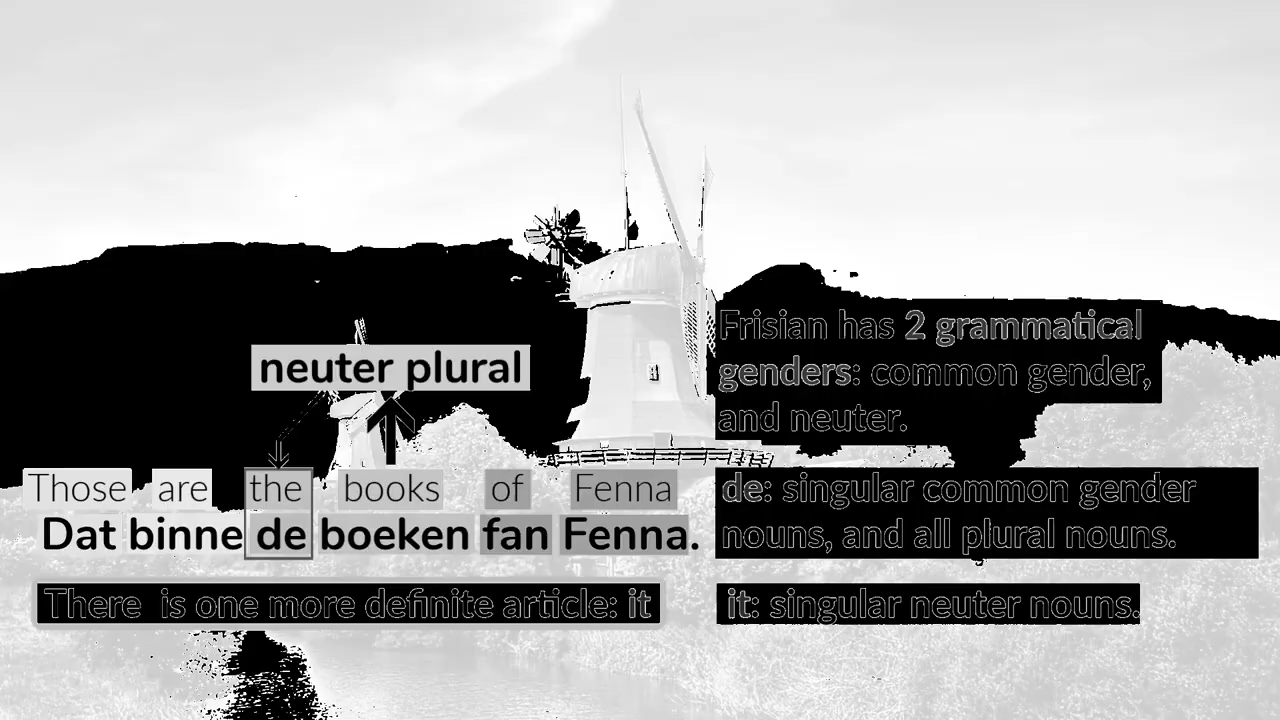 neuter plural
Those are the books of Fenna
Dat binne de boeken fan Fenna.
There is one more definite article: it
Frisian has 2 grammatical
genders: common gender,
and neuter.
de: singular common gender
nouns, and all plural nouns.
it: singular neuter nouns.